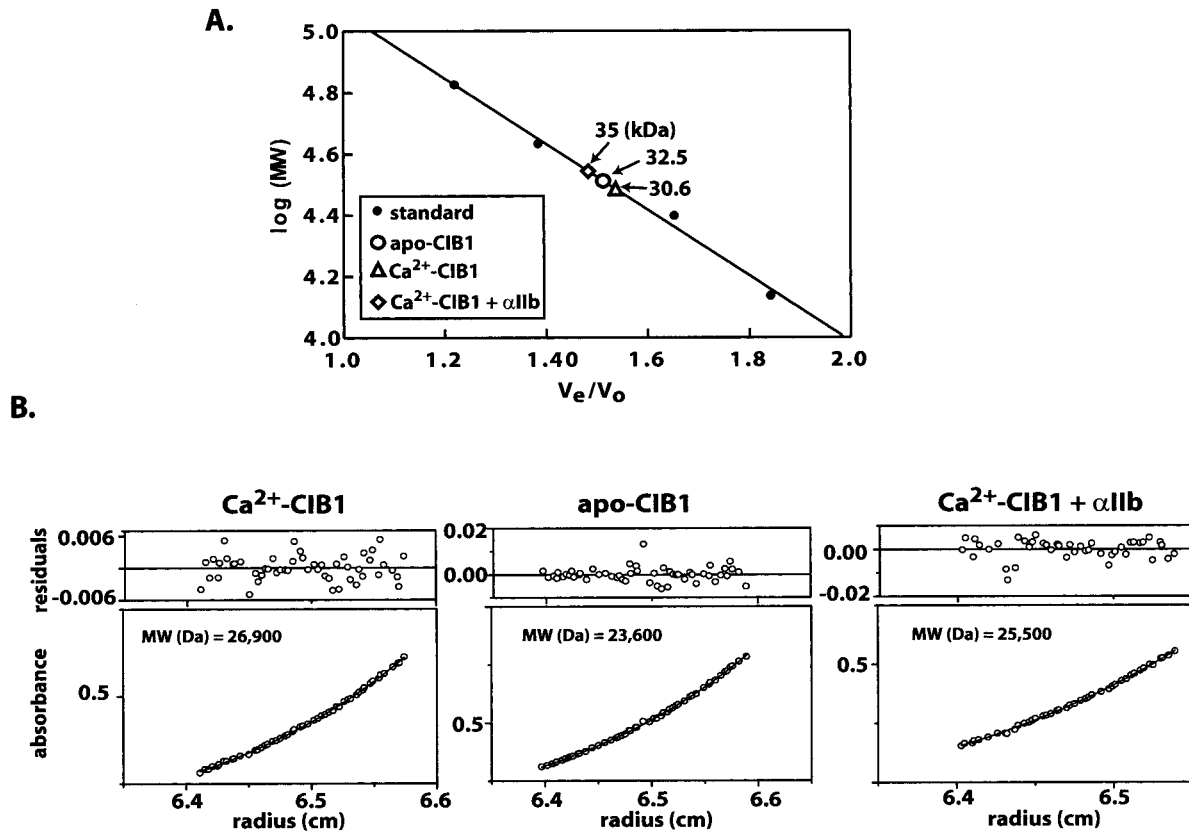 A.
5.0
4.8
4.6
4.4
4.2
4.0
log (MW)
35 (kDa)
32.5
30.6
standard
apo-CIB1
Ca²⁺-CIB1
Ca²⁺-CIB1 + αIIb
1.0 1.20 1.40 1.6 1.8 2.0
Vₑ/Vₒ
B.
Ca²⁺-CIB1
apo-CIB1
Ca²⁺-CIB1 + αIIb
residuals
0.006
-0.006
0.02
0.00
0.00
-0.02
absorbance
MW (Da) = 26,900
0.5
6.4 6.5 6.6
radius (cm)
MW (Da) = 23,600
0.5
6.4 6.5 6.6
radius (cm)
MW (Da) = 25,500
0.5
6.4 6.5
radius (cm)